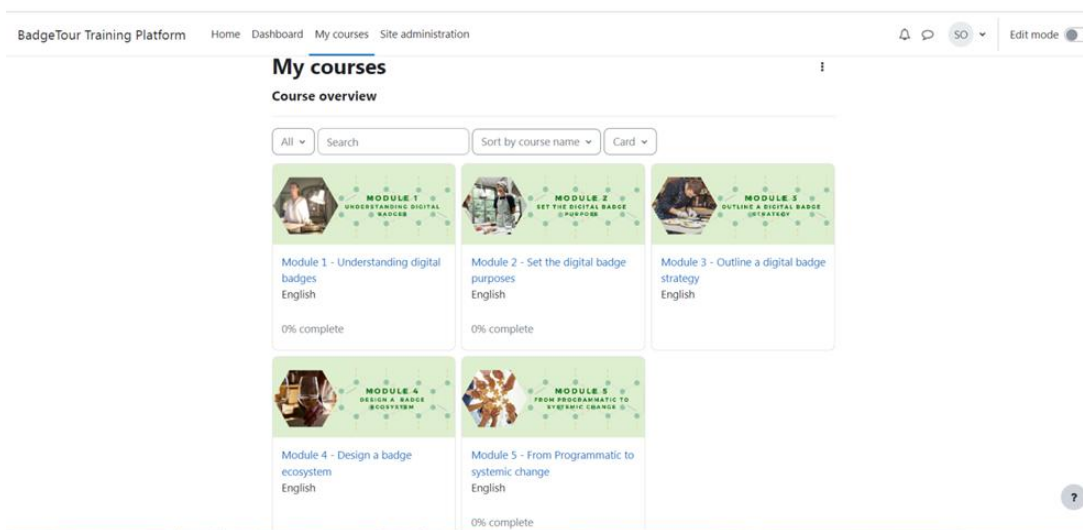 BadgeTour Training Platform Home Dashboard My courses Site administration SO Edit mode
My courses
Course overview
All Search Sort by course name Card
MODULE 1
UNDERSTANDING DIGITAL
BADGES
Module 1 - Understanding digital
badges
English
0% complete
MODULE 2
SET THE DIGITAL BADGE
PURPOSE
Module 2 - Set the digital badge
purposes
English
0% complete
MODULE 3
OUTLINE A DIGITAL BADGE
STRATEGY
Module 3 - Outline a digital badge
strategy
English
MODULE 4
DESIGN A BADGE
ECOSYSTEM
Module 4 - Design a badge
ecosystem
English
MODULE 5
FROM PROGRAMMATIC TO
SYSTEMIC CHANGE
Module 5 - From Programmatic to
systemic change
English
0% complete
?